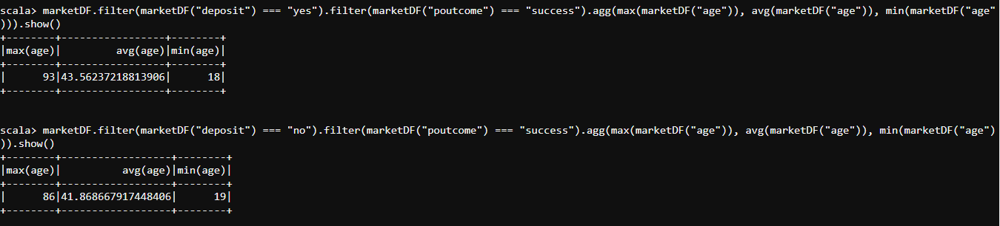 scala> marketDF.filter(marketDF("deposit") === "yes").filter(marketDF("poutcome") === "success").agg(max(marketDF("age")), avg(marketDF("age")), min(marketDF("age"
))).show()
+--------+-----------------+--------+
|max(age)|         avg(age)|min(age)|
+--------+-----------------+--------+
|      93|43.56237218813906|      18|
+--------+-----------------+--------+
scala> marketDF.filter(marketDF("deposit") === "no").filter(marketDF("poutcome") === "success").agg(max(marketDF("age")), avg(marketDF("age")), min(marketDF("age")
)).show()
+--------+------------------+--------+
|max(age)|          avg(age)|min(age)|
+--------+------------------+--------+
|      86|41.868667917448406|      19|
+--------+------------------+--------+